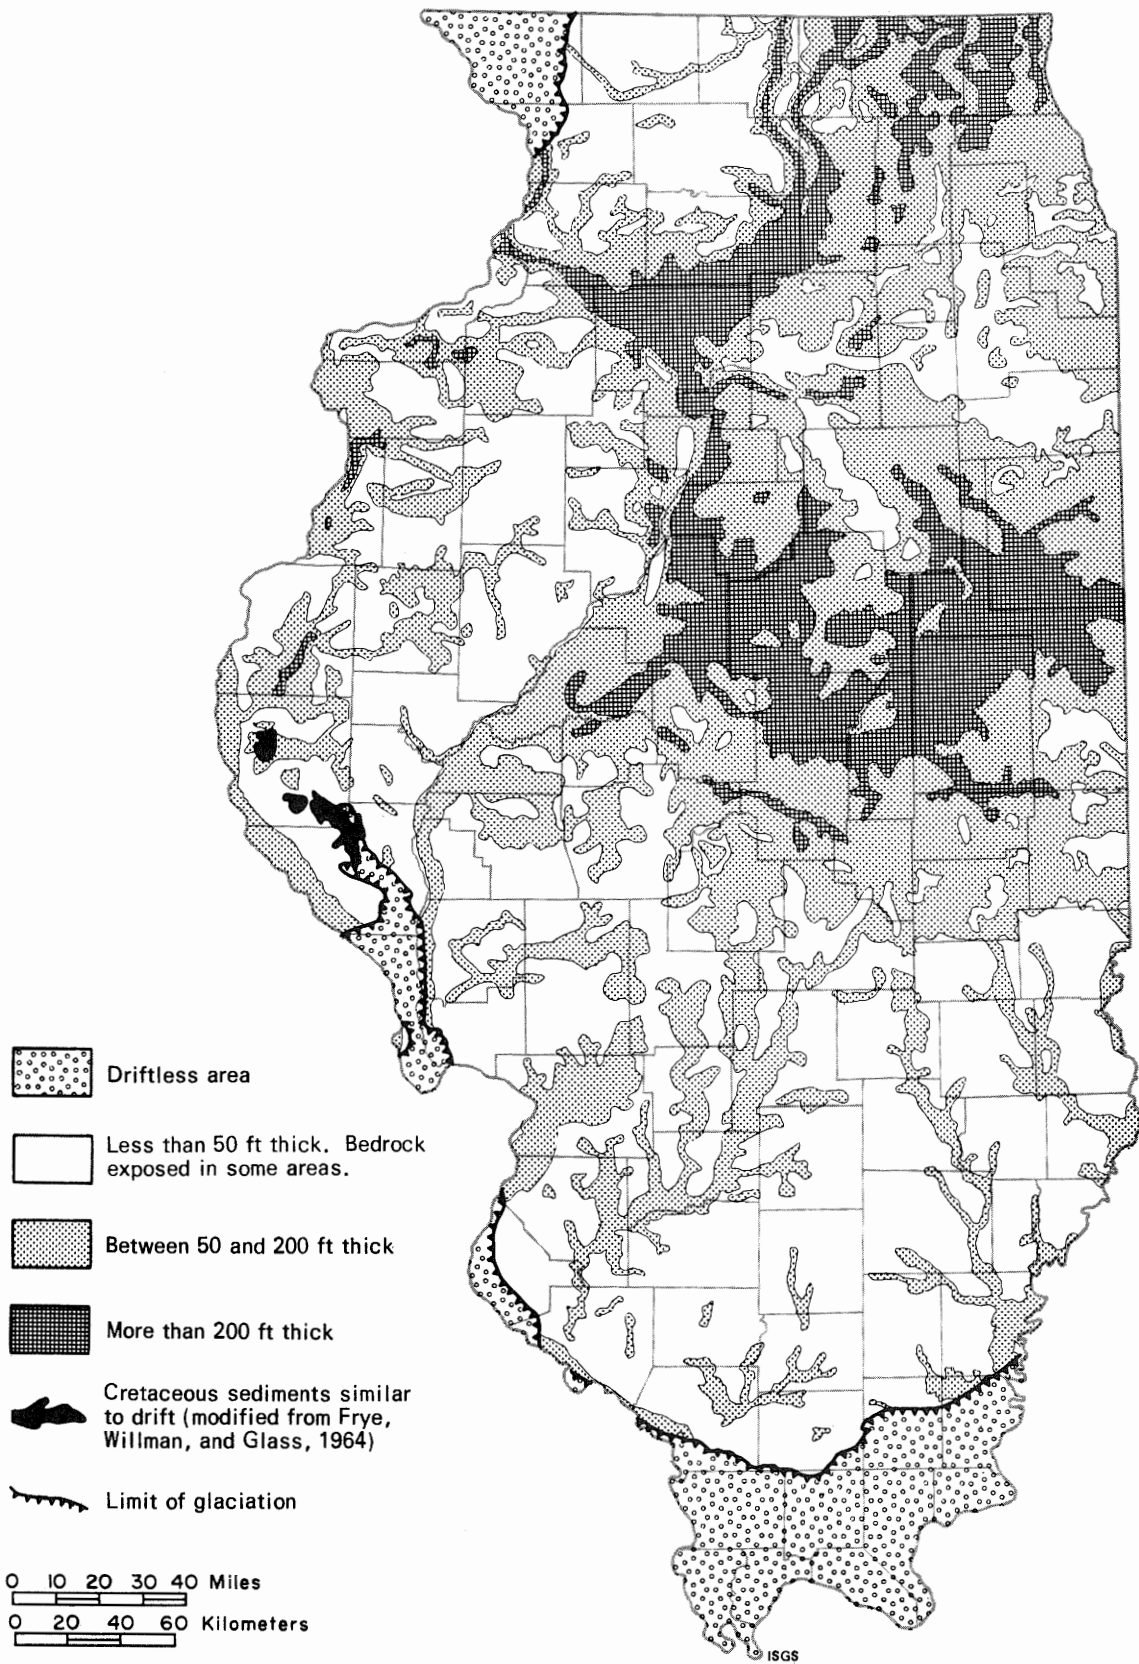 Driftless area
Less than 50 ft thick. Bedrock
exposed in some areas.
Between 50 and 200 ft thick
More than 200 ft thick
Cretaceous sediments similar
to drift (modified from Frye,
Willman, and Glass, 1964)
Limit of glaciation
0 10 20 30 40 Miles
0 20 40 60 Kilometers
ISGS